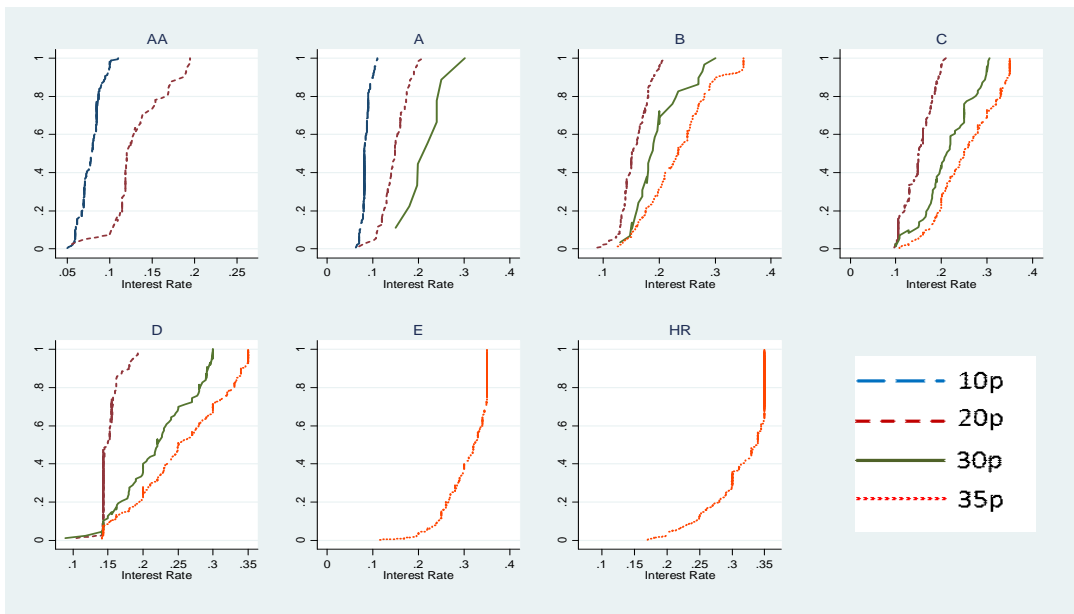 AA
0 .2 .4 .6 .8 1
.05 .1 .15 .2 .25
Interest Rate
A
0 .2 .4 .6 .8 1
0 .1 .2 .3 .4
Interest Rate
B
0 .2 .4 .6 .8 1
.1 .2 .3 .4
Interest Rate
C
0 .2 .4 .6 .8 1
0 .1 .2 .3 .4
Interest Rate
D
0 .2 .4 .6 .8 1
.1 .15 .2 .25 .3 .35
Interest Rate
E
0 .2 .4 .6 .8 1
0 .1 .2 .3 .4
Interest Rate
HR
0 .2 .4 .6 .8 1
.1 .15 .2 .25 .3 .35
Interest Rate
10p
20p
30p
35p